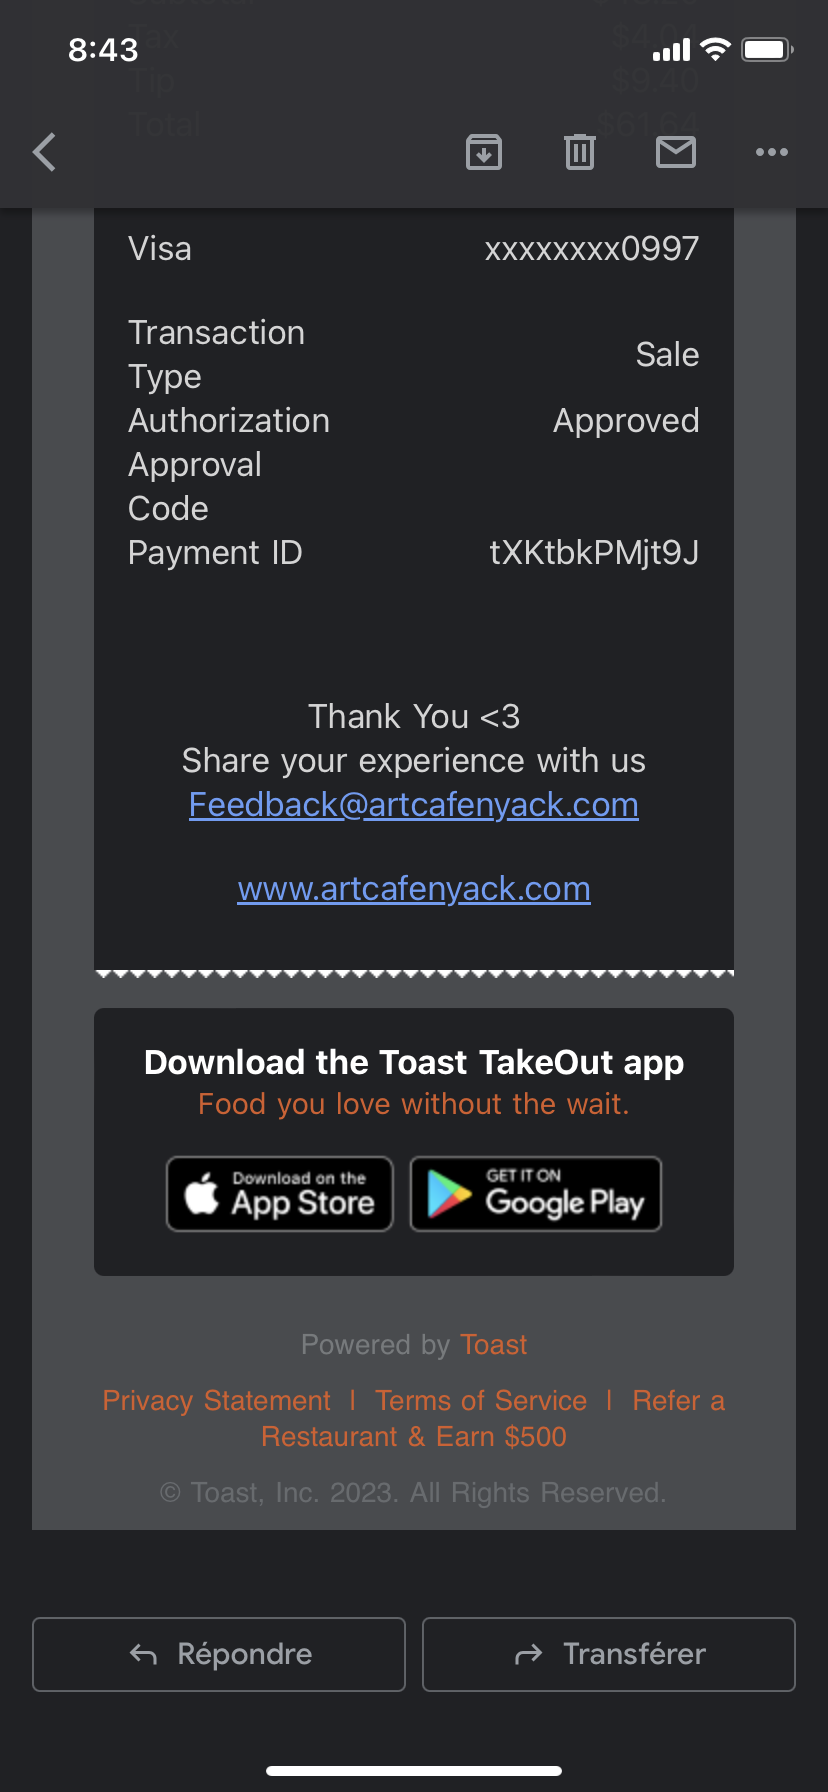 8:43
Tax $4.04
Tip $9.40
Total $61.64
Visa xxxxxxxx0997
Transaction
Type Sale
Authorization Approved
Approval
Code
Payment ID tXKtbkPMjt9J
Thank You <3
Share your experience with us
Feedback@artcafenyack.com
www.artcafenyack.com
Download the Toast TakeOut app
Food you love without the wait.
Download on the
App Store
GET IT ON
Google Play
Powered by Toast
Privacy Statement | Terms of Service | Refer a
Restaurant & Earn $500
© Toast, Inc. 2023. All Rights Reserved.
Répondre
Transférer